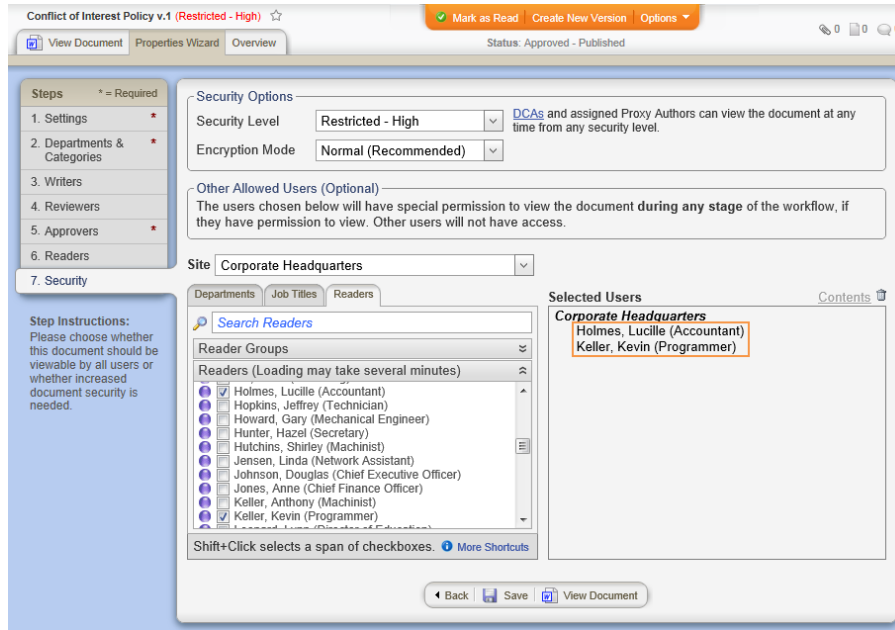 Conflict of Interest Policy v.1 (Restricted - High)
Mark as Read Create New Version Options
0 0
View Document Properties Wizard Overview
Status: Approved - Published
Steps * = Required
1. Settings *
2. Departments & Categories *
3. Writers
4. Reviewers
5. Approvers *
6. Readers
7. Security
Step Instructions:
Please choose whether
this document should be
viewable by all users or
whether increased
document security is
needed.
Security Options
Security Level Restricted - High
DCAs and assigned Proxy Authors can view the document at any
time from any security level.
Encryption Mode Normal (Recommended)
Other Allowed Users (Optional)
The users chosen below will have special permission to view the document during any stage of the workflow, if
they have permission to view. Other users will not have access.
Site Corporate Headquarters
Departments Job Titles Readers
Search Readers
Reader Groups
Readers (Loading may take several minutes)
Holmes, Lucille (Accountant)
Hopkins, Jeffrey (Technician)
Howard, Gary (Mechanical Engineer)
Hunter, Hazel (Secretary)
Hutchins, Shirley (Machinist)
Jensen, Linda (Network Assistant)
Johnson, Douglas (Chief Executive Officer)
Jones, Anne (Chief Finance Officer)
Keller, Anthony (Machinist)
Keller, Kevin (Programmer)
Shift+Click selects a span of checkboxes. More Shortcuts
Selected Users Contents
Corporate Headquarters
Holmes, Lucille (Accountant)
Keller, Kevin (Programmer)
Back Save View Document